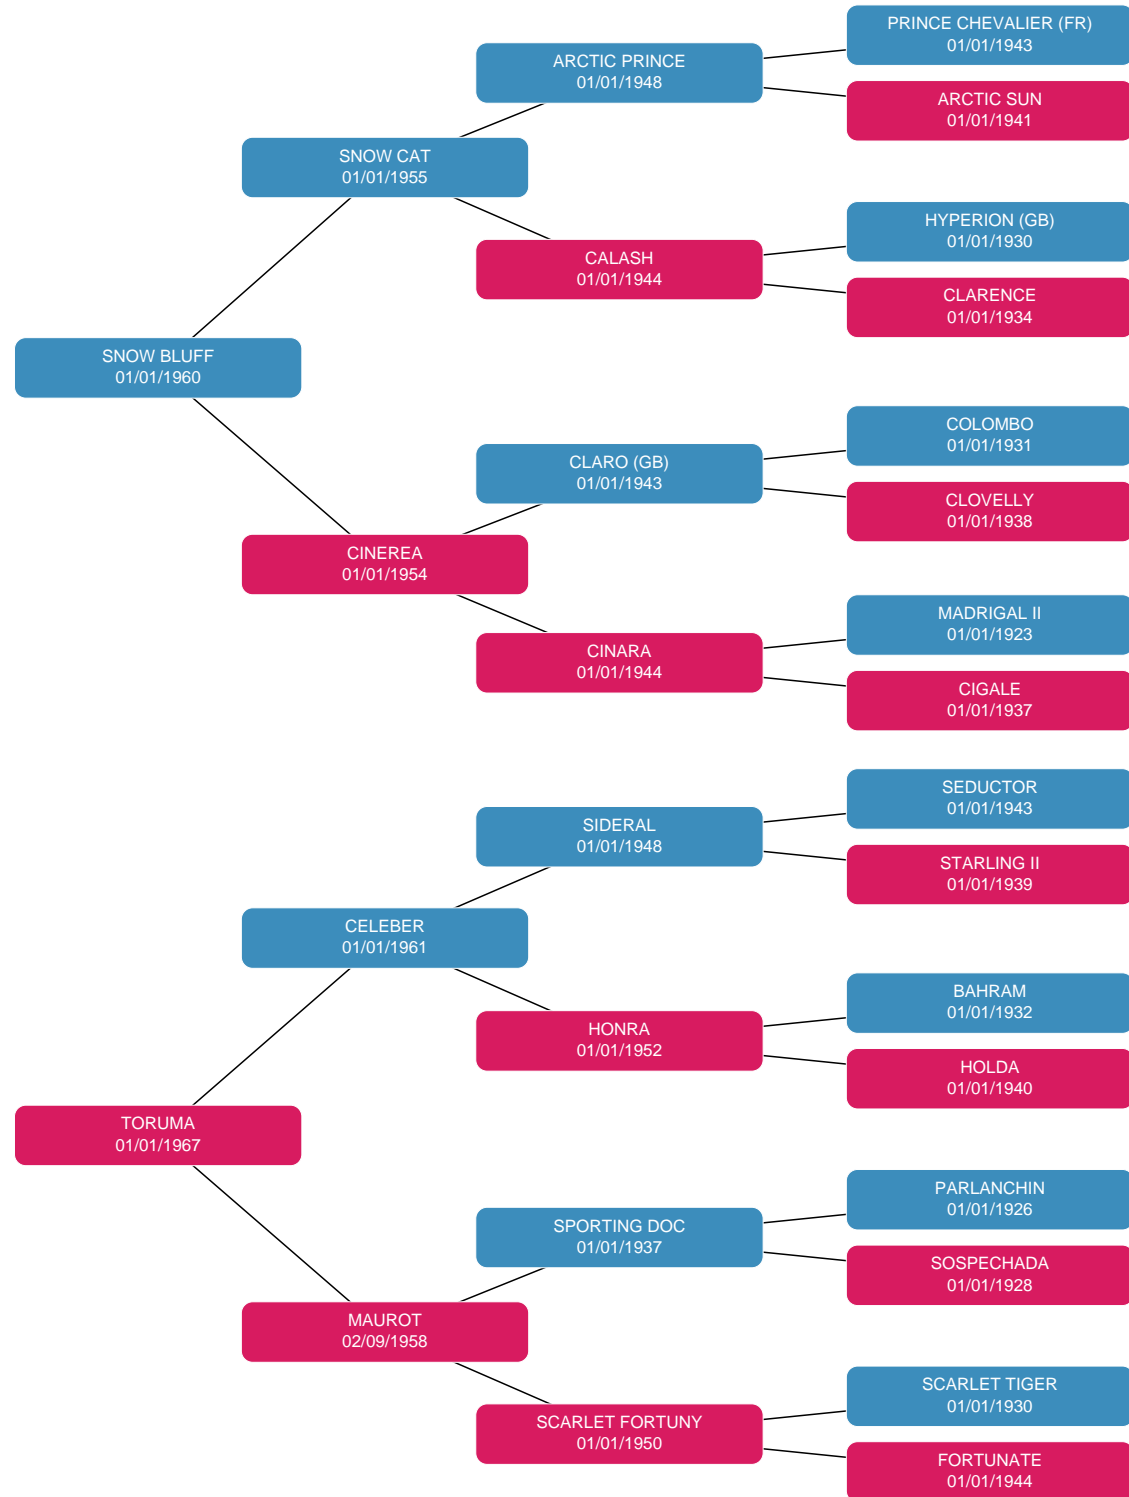 PRINCE CHEVALIER (FR)
01/01/1943
ARCTIC PRINCE
01/01/1948
ARCTIC SUN
01/01/1941
SNOW CAT
01/01/1955
HYPERION (GB)
01/01/1930
CALASH
01/01/1944
CLARENCE
01/01/1934
SNOW BLUFF
01/01/1960
COLOMBO
01/01/1931
CLARO (GB)
01/01/1943
CLOVELLY
01/01/1938
CINEREA
01/01/1954
MADRIGAL II
01/01/1923
CINARA
01/01/1944
CIGALE
01/01/1937
SEDUCTOR
01/01/1943
SIDERAL
01/01/1948
STARLING II
01/01/1939
CELEBER
01/01/1961
BAHRAM
01/01/1932
HONRA
01/01/1952
HOLDA
01/01/1940
TORUMA
01/01/1967
PARLANCHIN
01/01/1926
SPORTING DOC
01/01/1937
SOSPECHADA
01/01/1928
MAUROT
02/09/1958
SCARLET TIGER
01/01/1930
SCARLET FORTUNY
01/01/1950
FORTUNATE
01/01/1944